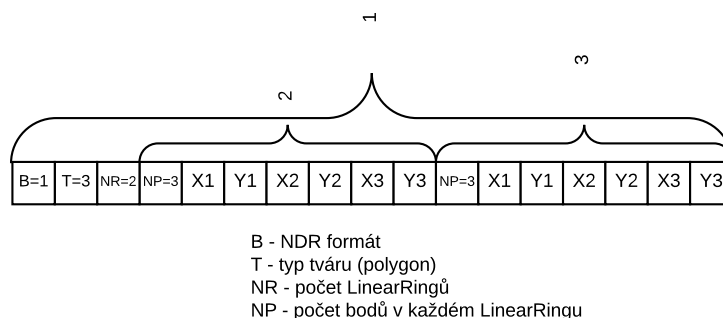 1
2
3
B=1 T=3 NR=2 NP=3 X1 Y1 X2 Y2 X3 Y3 NP=3 X1 Y1 X2 Y2 X3 Y3
B - NDR formát
T - typ tváru (polygon)
NR - počet LinearRingů
NP - počet bodů v každém LinearRingu